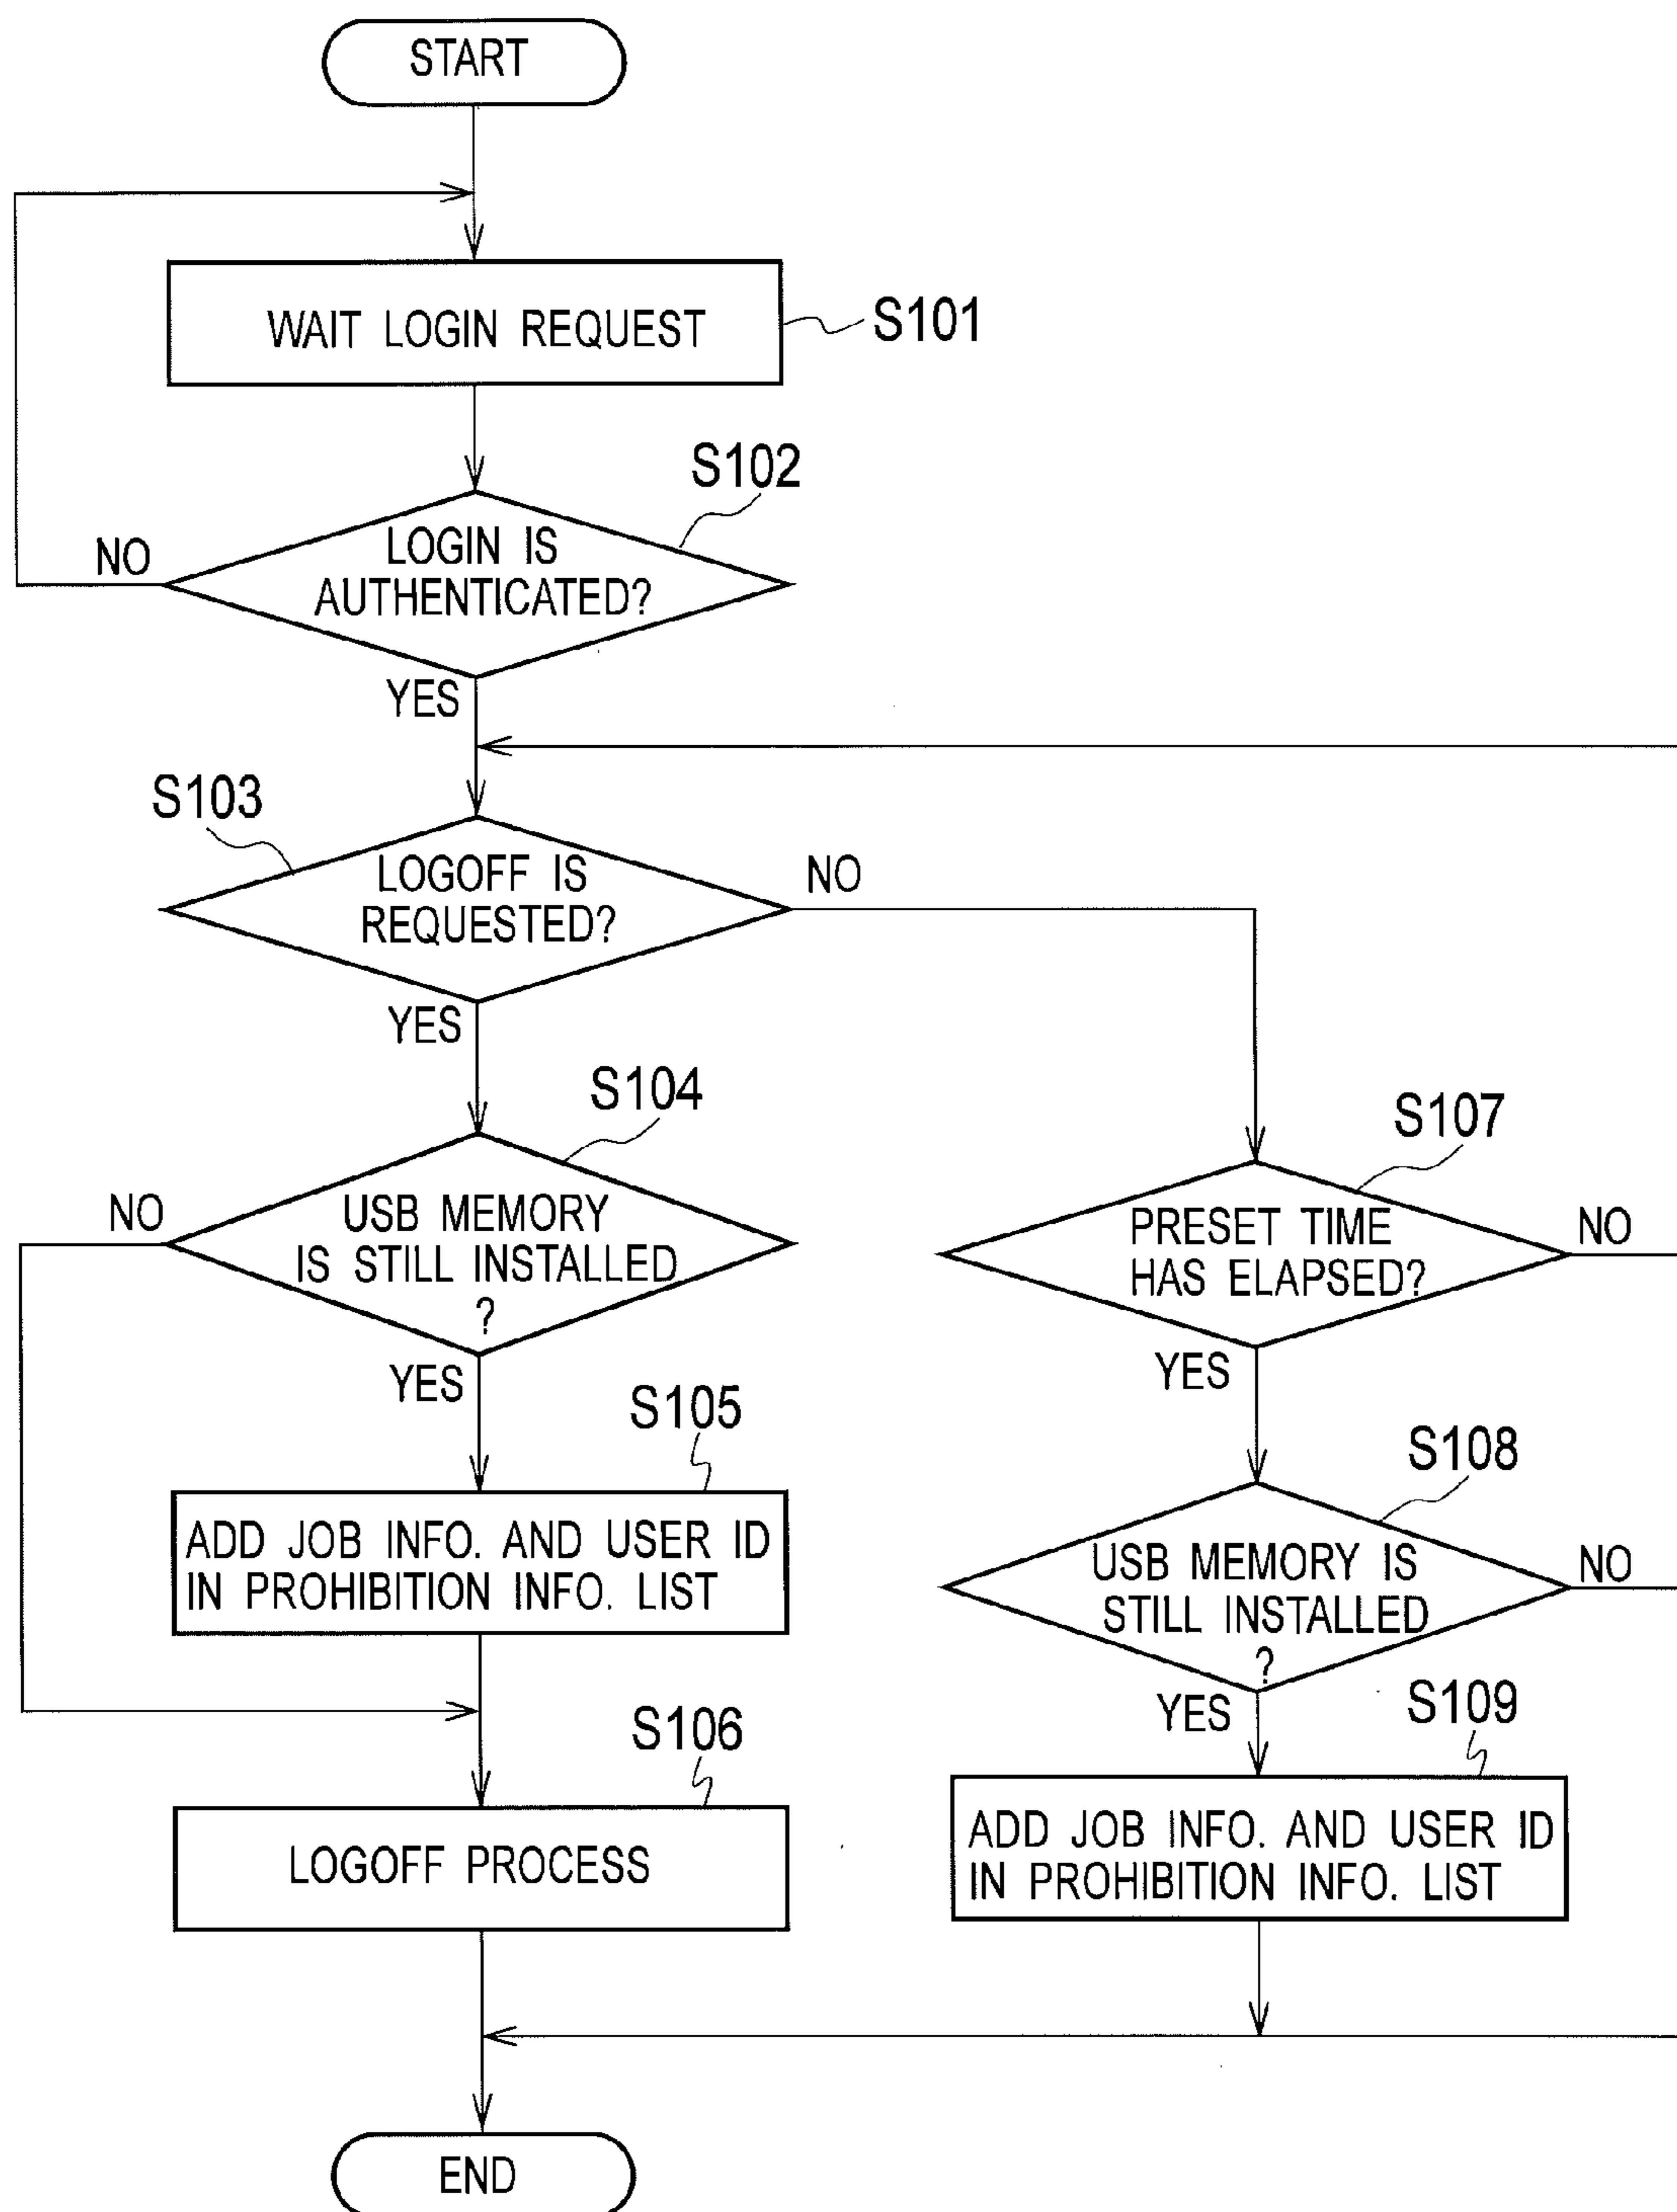 START
WAIT LOGIN REQUEST
S101
S102
LOGIN IS
AUTHENTICATED?
NO
YES
S103
LOGOFF IS
REQUESTED?
NO
YES
S104
USB MEMORY
IS STILL INSTALLED
?
NO
YES
S105
ADD JOB INFO. AND USER ID
IN PROHIBITION INFO. LIST
S106
LOGOFF PROCESS
S107
PRESET TIME
HAS ELAPSED?
NO
YES
S108
USB MEMORY IS
STILL INSTALLED
?
NO
YES
S109
ADD JOB INFO. AND USER ID
IN PROHIBITION INFO. LIST
END